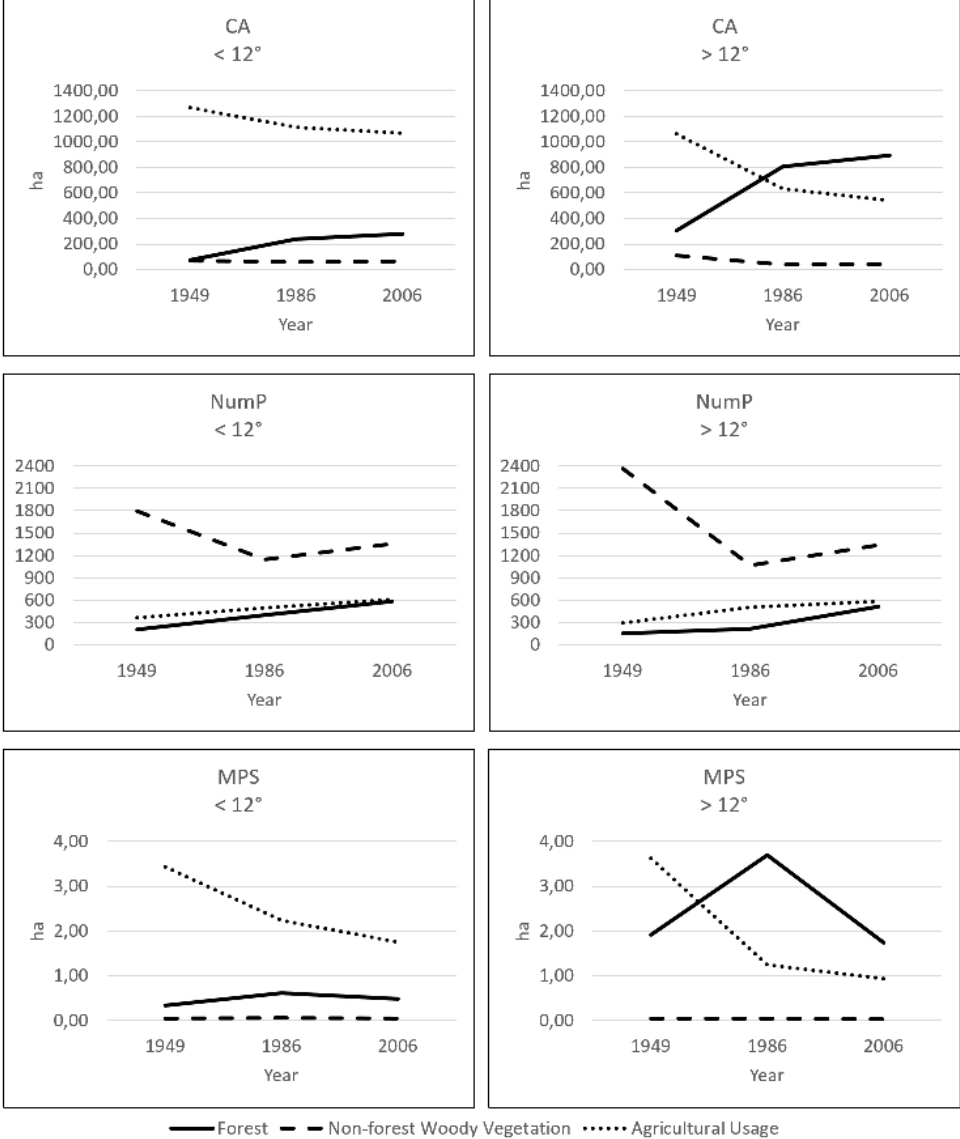 CA
< 12°
1400,00
1200,00
1000,00
800,00
600,00
400,00
200,00
0,00
ha
1949 1986 2006
Year
CA
> 12°
1400,00
1200,00
1000,00
800,00
600,00
400,00
200,00
0,00
ha
1949 1986 2006
Year
NumP
< 12°
2400
2100
1800
1500
1200
900
600
300
0
1949 1986 2006
Year
NumP
> 12°
2400
2100
1800
1500
1200
900
600
300
0
1949 1986 2006
Year
MPS
< 12°
4,00
3,00
2,00
1,00
0,00
ha
1949 1986 2006
Year
MPS
> 12°
4,00
3,00
2,00
1,00
0,00
ha
1949 1986 2006
Year
Forest Non-forest Woody Vegetation Agricultural Usage